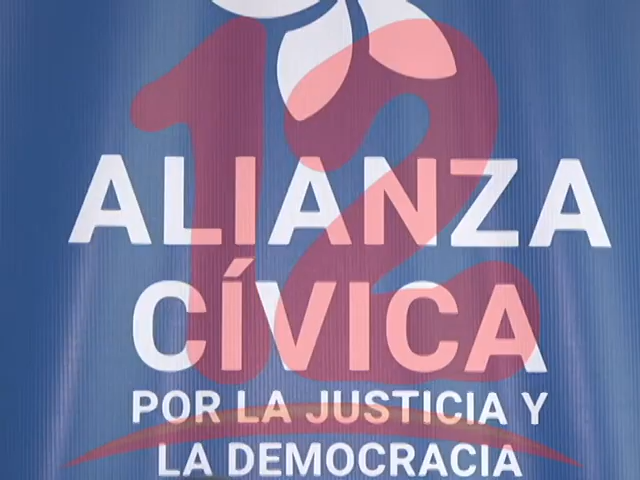 12
ALIANZA
CÍVICA
POR LA JUSTICIA Y
LA DEMOCRACIA